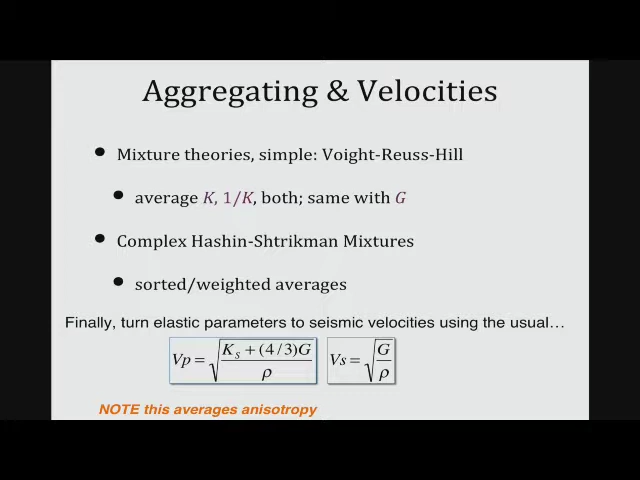 Aggregating & Velocities
• Mixture theories, simple: Voight-Reuss-Hill
• average K, 1/K, both; same with G
• Complex Hashin-Shtrikman Mixtures
• sorted/weighted averages
Finally, turn elastic parameters to seismic velocities using the usual…
Vp = √((K_S + (4/3)G)/ρ) Vs = √(G/ρ)
NOTE this averages anisotropy